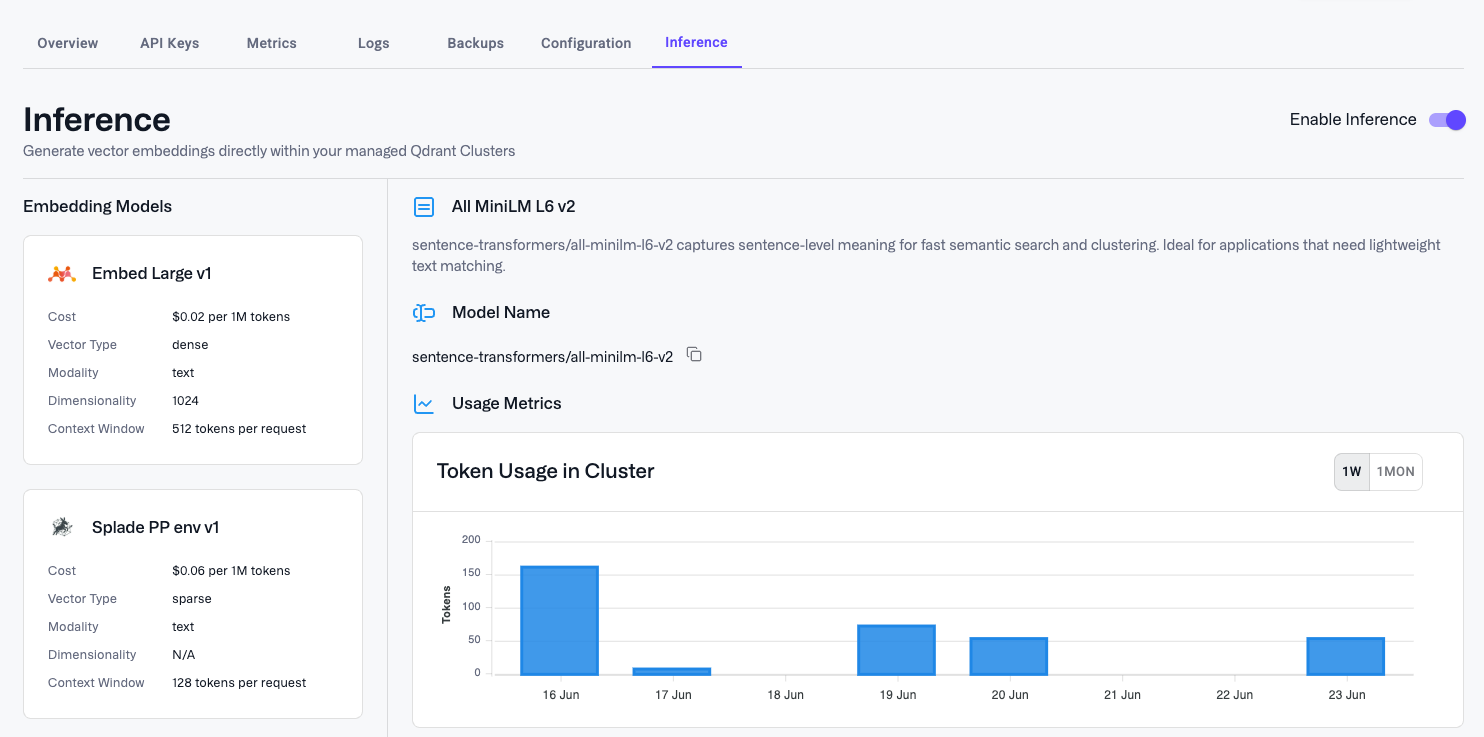 Overview API Keys Metrics Logs Backups Configuration Inference
Inference
Enable Inference
Generate vector embeddings directly within your managed Qdrant Clusters
Embedding Models
Embed Large v1
Cost $0.02 per 1M tokens
Vector Type dense
Modality text
Dimensionality 1024
Context Window 512 tokens per request
Splade PP env v1
Cost $0.06 per 1M tokens
Vector Type sparse
Modality text
Dimensionality N/A
Context Window 128 tokens per request
All MiniLM L6 v2
sentence-transformers/all-minilm-l6-v2 captures sentence-level meaning for fast semantic search and clustering. Ideal for applications that need lightweight
text matching.
Model Name
sentence-transformers/all-minilm-l6-v2
Usage Metrics
Token Usage in Cluster
1W 1MON
Tokens
200
150
100
50
0
16 Jun 17 Jun 18 Jun 19 Jun 20 Jun 21 Jun 22 Jun 23 Jun